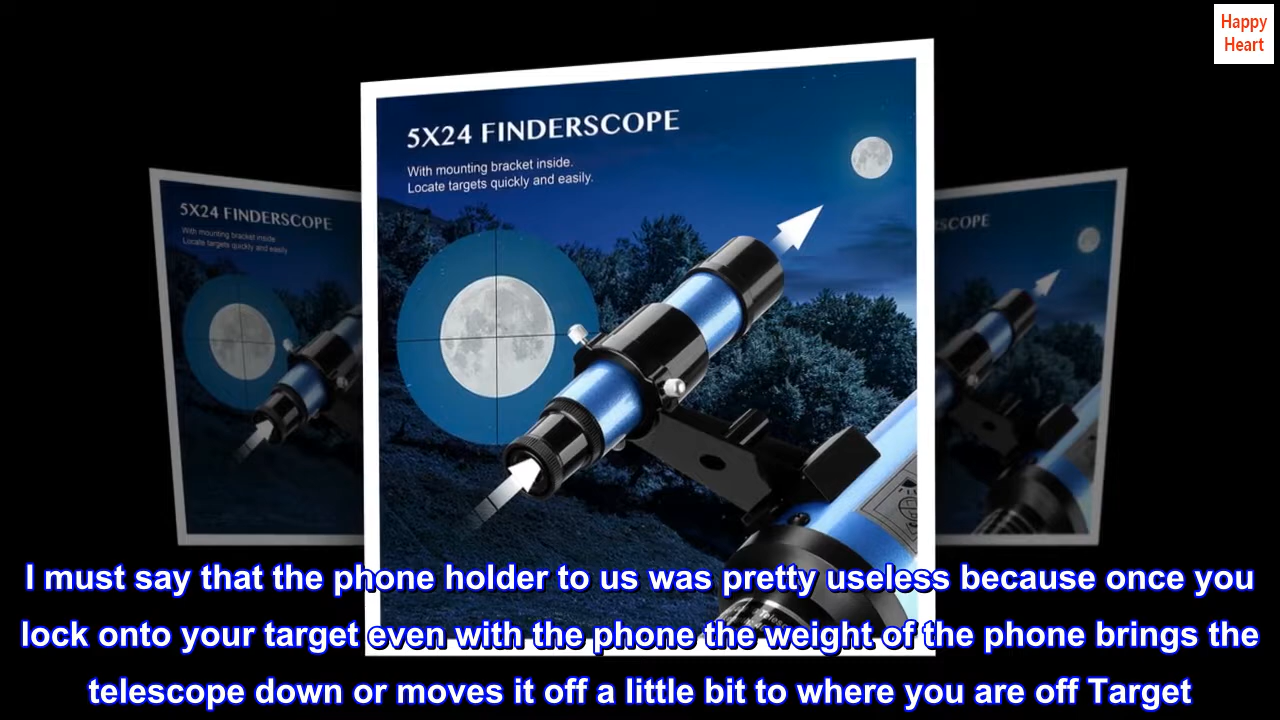 Happy
Heart
5X24 FINDERSCOPE
With mounting bracket inside.
Locate targets quickly and easily.
5X24 FINDERSCOPE
With mounting bracket inside.
Locate targets quickly and easily.
SCOPE
I must say that the phone holder to us was pretty useless because once you
lock onto your target even with the phone the weight of the phone brings the
telescope down or moves it off a little bit to where you are off Target